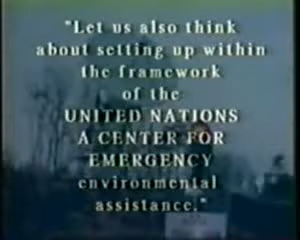 "Let us also think
about setting up within
the framework
of the
UNITED NATIONS
A CENTER FOR
EMERGENCY
environmental
assistance."